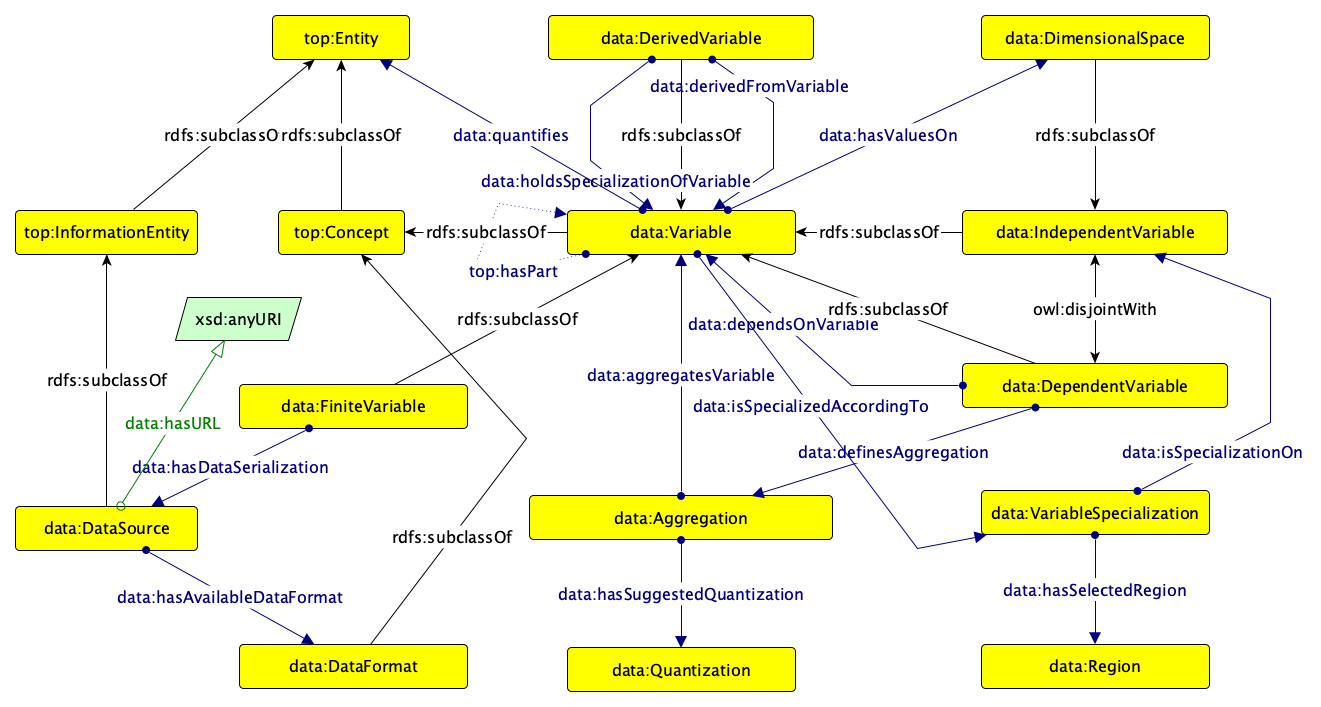 top:Entity
data:DerivedVariable
data:DimensionalSpace
data:derivedFromVariable
rdfs:subclassO
rdfs:subclassOf
data:quantifies
rdfs:subclassOf
data:hasValuesOn
rdfs:subclassOf
data:holdsSpecializationOfVariable
top:InformationEntity
top:Concept
rdfs:subclassOf
data:Variable
rdfs:subclassOf
data:IndependentVariable
top:hasPart
xsd:anyURI
rdfs:subclassOf
data:dependsOnVariable
rdfs:subclassOf
owl:disjointWith
rdfs:subclassOf
data:aggregatesVariable
data:DependentVariable
data:FiniteVariable
data:isSpecializedAccordingTo
data:hasURL
data:hasDataSerialization
data:definesAggregation
data:isSpecializationOn
data:DataSource
data:Aggregation
data:VariableSpecialization
rdfs:subclassOf
data:hasAvailableDataFormat
data:hasSuggestedQuantization
data:hasSelectedRegion
data:DataFormat
data:Quantization
data:Region